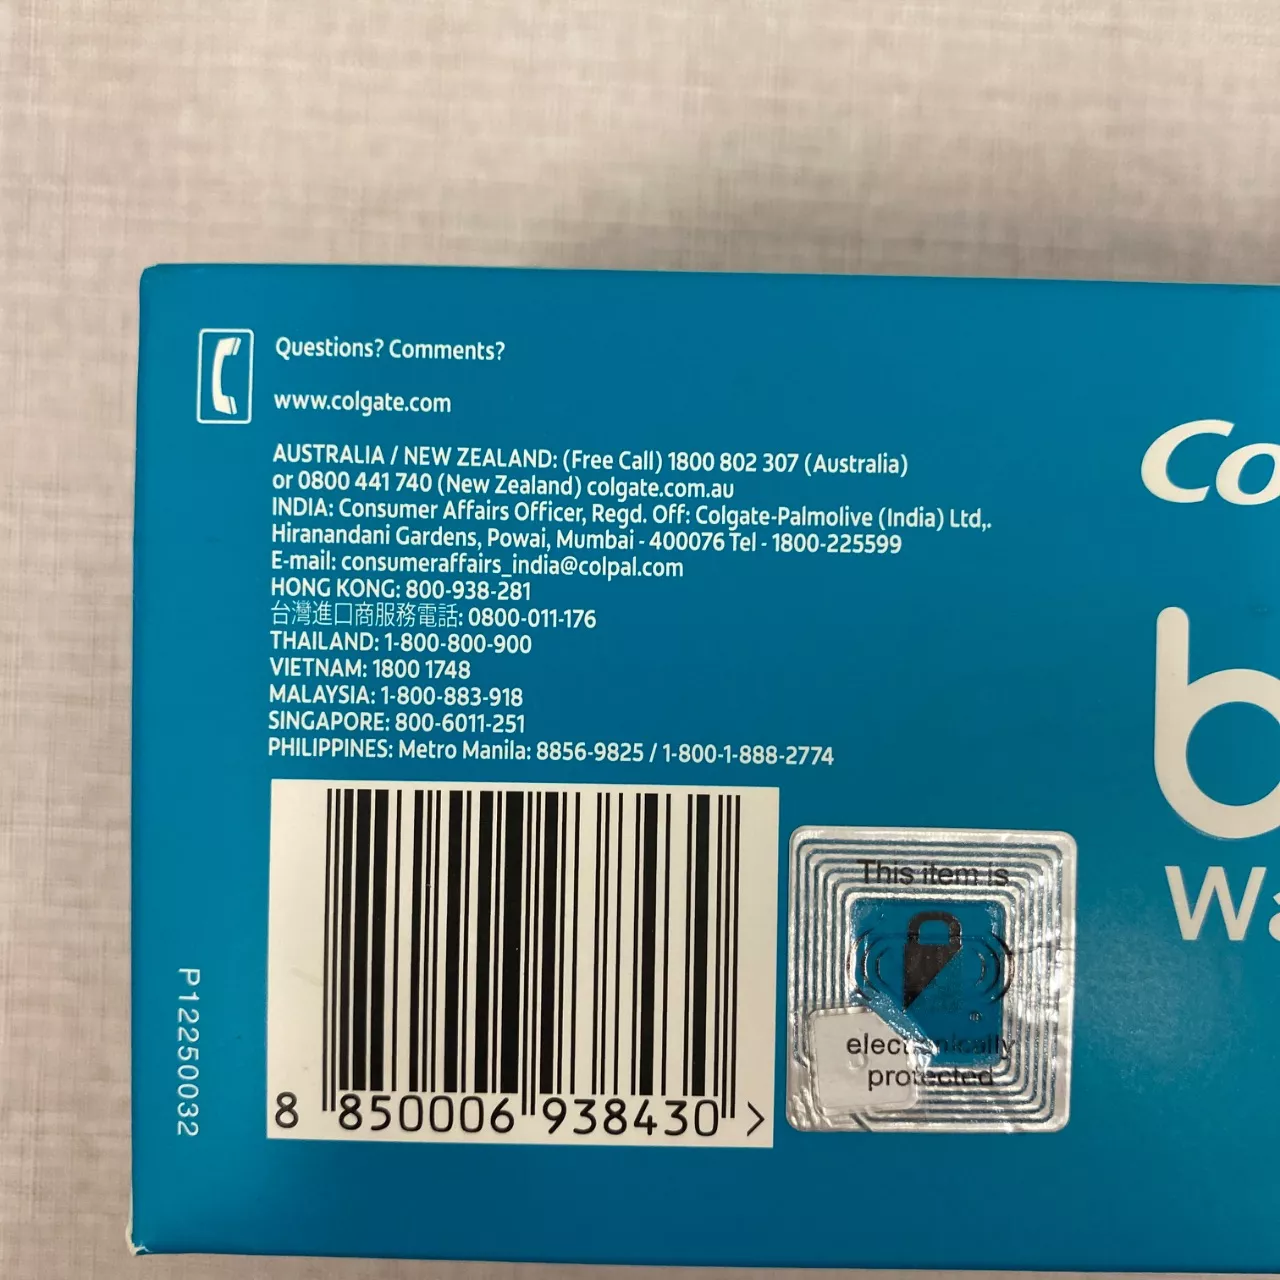 Questions? Comments?
www.colgate.com
AUSTRALIA / NEW ZEALAND: (Free Call) 1800 802 307 (Australia)
or 0800 441 740 (New Zealand) colgate.com.au
INDIA: Consumer Affairs Officer, Regd. Off: Colgate-Palmolive (India) Ltd,.
Hiranandani Gardens, Powai, Mumbai - 400076 Tel - 1800-225599
E-mail: consumeraffairs_india@colpal.com
HONG KONG: 800-938-281
台灣進口商服務電話: 0800-011-176
THAILAND: 1-800-800-900
VIETNAM: 1800 1748
MALAYSIA: 1-800-883-918
SINGAPORE: 800-6011-251
PHILIPPINES: Metro Manila: 8856-9825 / 1-800-1-888-2774
8 850006 938430 >
P12250032
This item is
electronically
protected
Co
b
Wa